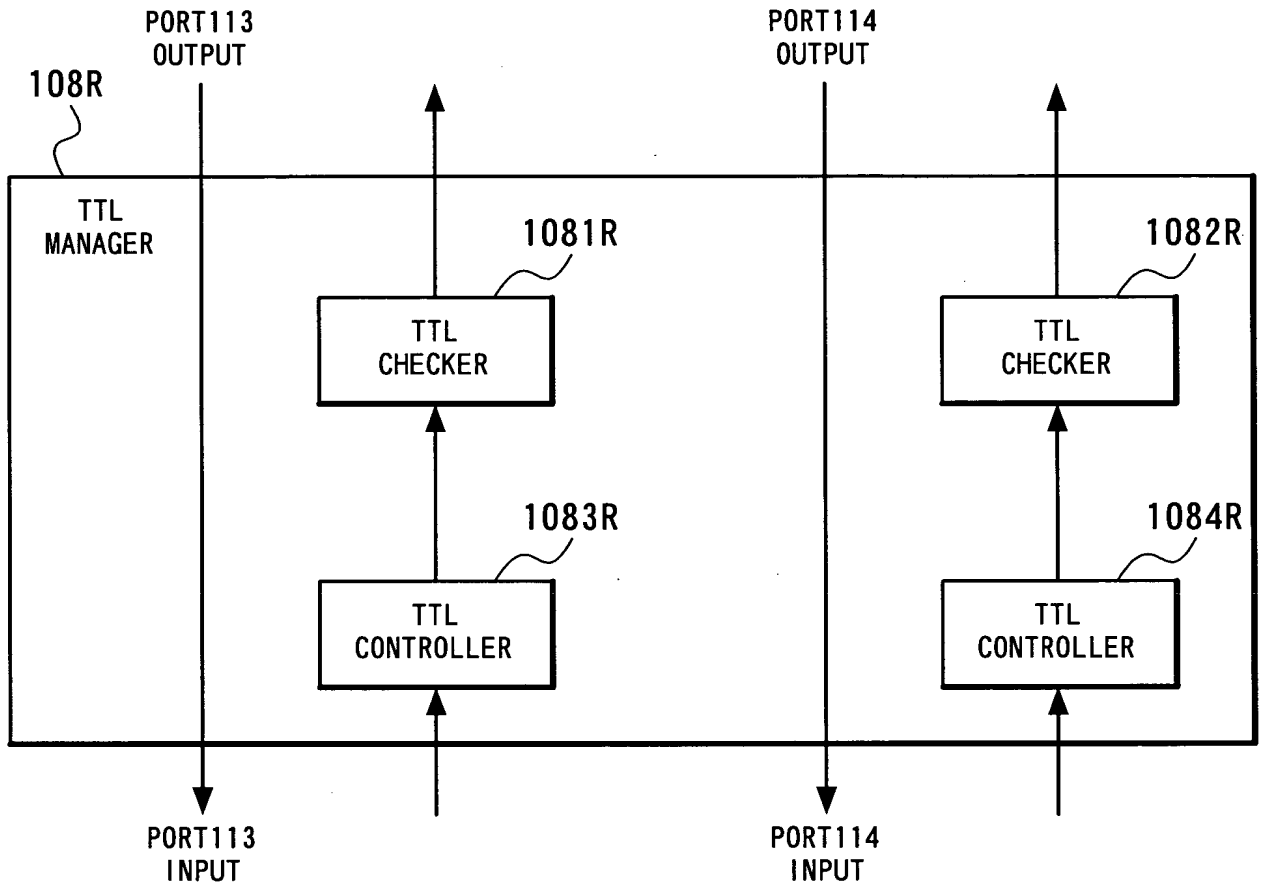 PORT113
OUTPUT
PORT114
OUTPUT
108R
TTL
MANAGER
1081R
1082R
TTL
CHECKER
TTL
CHECKER
1083R
1084R
TTL
CONTROLLER
TTL
CONTROLLER
PORT113
INPUT
PORT114
INPUT